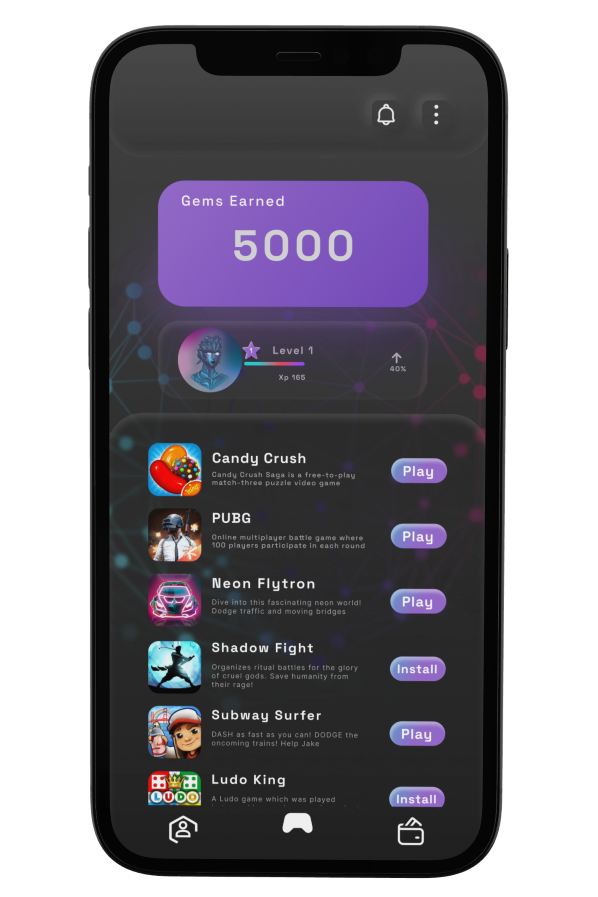 Gems Earned
5000
1
Level 1
Xp 165
40%
Candy Crush
Candy Crush Saga is a free-to-play
match-three puzzle video game
Play
PUBG
Online multiplayer battle game where
100 players participate in each round
Play
Neon Flytron
Dive into this fascinating neon world!
Dodge traffic and moving bridges
Play
Shadow Fight
Organizes ritual battles for the glory
of cruel gods. Save humanity from
their rage!
Install
Subway Surfer
DASH as fast as you can! DODGE the
oncoming trains! Help Jake
Play
LUDO
Ludo King
A Ludo game which was played
Install